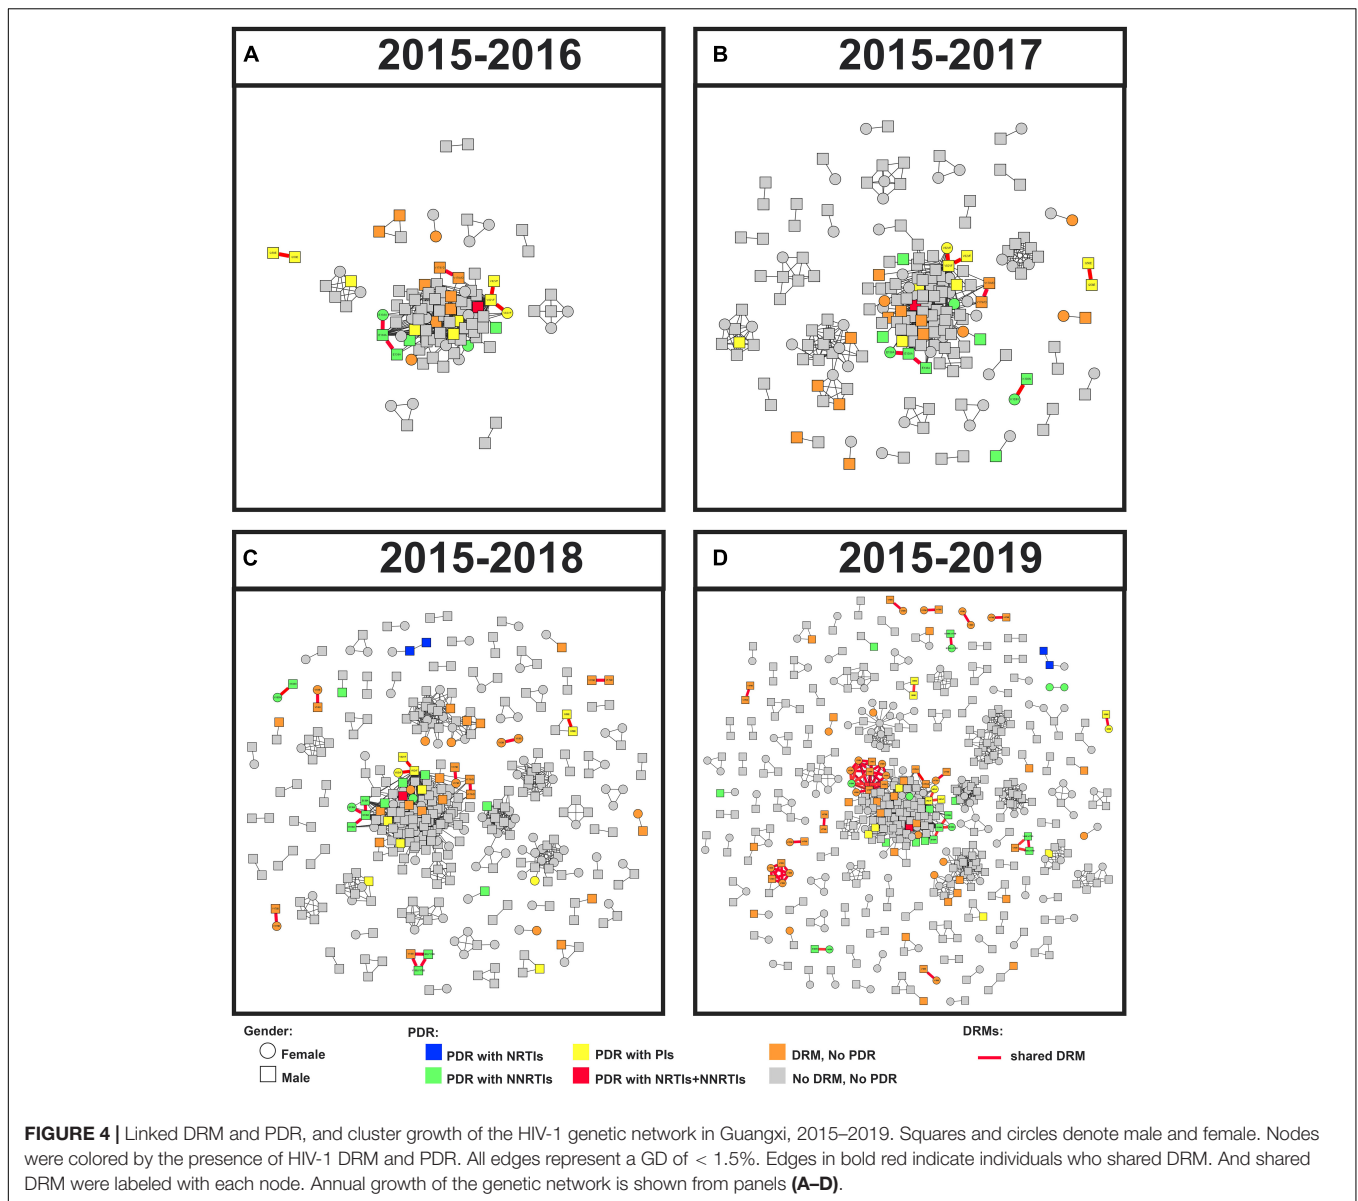 A
2015-2016
B
2015-2017
C
2015-2018
D
2015-2019
Gender:
Female
Male
PDR:
PDR with NRTIs
PDR with NNRTIs
PDR with PIs
PDR with NRTIs+NNRTIs
DRM, No PDR
No DRM, No PDR
DRMs:
shared DRM
FIGURE 4 | Linked DRM and PDR, and cluster growth of the HIV-1 genetic network in Guangxi, 2015–2019. Squares and circles denote male and female. Nodes
were colored by the presence of HIV-1 DRM and PDR. All edges represent a GD of < 1.5%. Edges in bold red indicate individuals who shared DRM. And shared
DRM were labeled with each node. Annual growth of the genetic network is shown from panels (A–D).